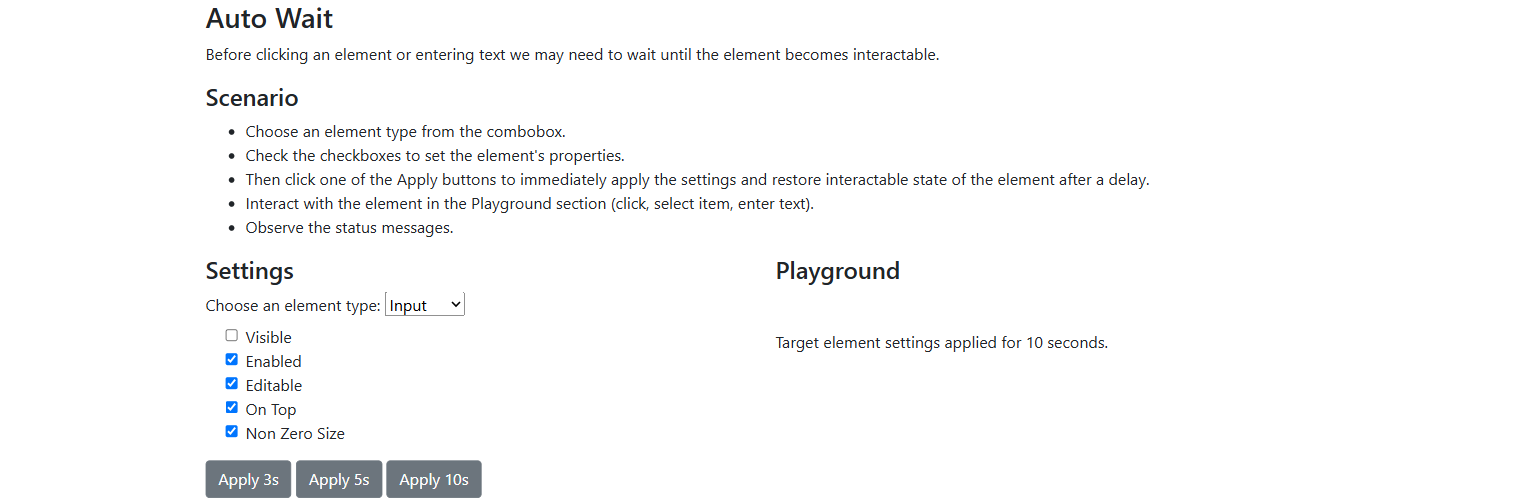 Auto Wait
Before clicking an element or entering text we may need to wait until the element becomes interactable.
Scenario
Choose an element type from the combobox.
Check the checkboxes to set the element's properties.
Then click one of the Apply buttons to immediately apply the settings and restore interactable state of the element after a delay.
Interact with the element in the Playground section (click, select item, enter text).
Observe the status messages.
Settings
Choose an element type: Input
Visible
Enabled
Editable
On Top
Non Zero Size
Apply 3s Apply 5s Apply 10s
Playground
Target element settings applied for 10 seconds.